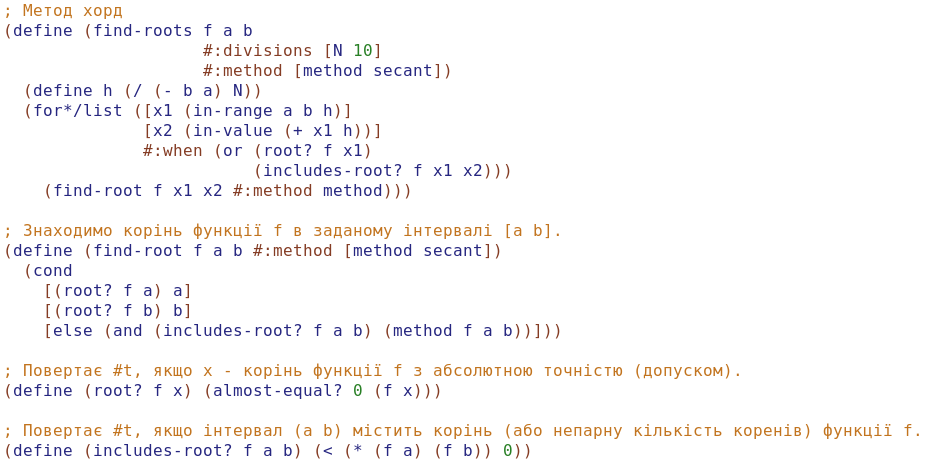 ; Метод хорд
(define (find-roots f a b
                    #:divisions [N 10]
                    #:method [method secant])
  (define h (/ (- b a) N))
  (for*/list ([x1 (in-range a b h)]
              [x2 (in-value (+ x1 h))]
              #:when (or (root? f x1)
                         (includes-root? f x1 x2)))
    (find-root f x1 x2 #:method method)))

; Знаходимо корінь функції f в заданому інтервалі [a b].
(define (find-root f a b #:method [method secant])
  (cond
    [(root? f a) a]
    [(root? f b) b]
    [else (and (includes-root? f a b) (method f a b))]))

; Повертає #t, якщо x - корінь функції f з абсолютною точністю (допуском).
(define (root? f x) (almost-equal? 0 (f x)))

; Повертає #t, якщо інтервал (a b) містить корінь (або непарну кількість коренів) функції f.
(define (includes-root? f a b) (< (* (f a) (f b)) 0))